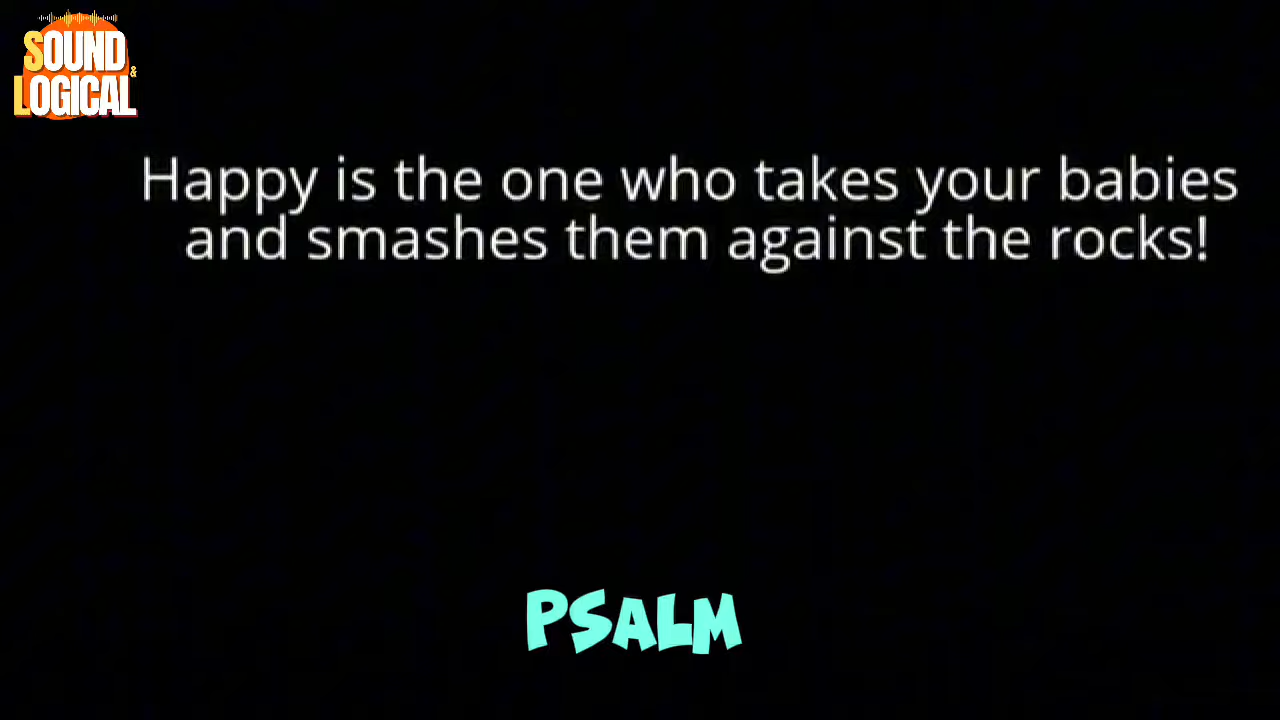 SOUND
&
LOGICAL
Happy is the one who takes your babies
and smashes them against the rocks!
PSALM